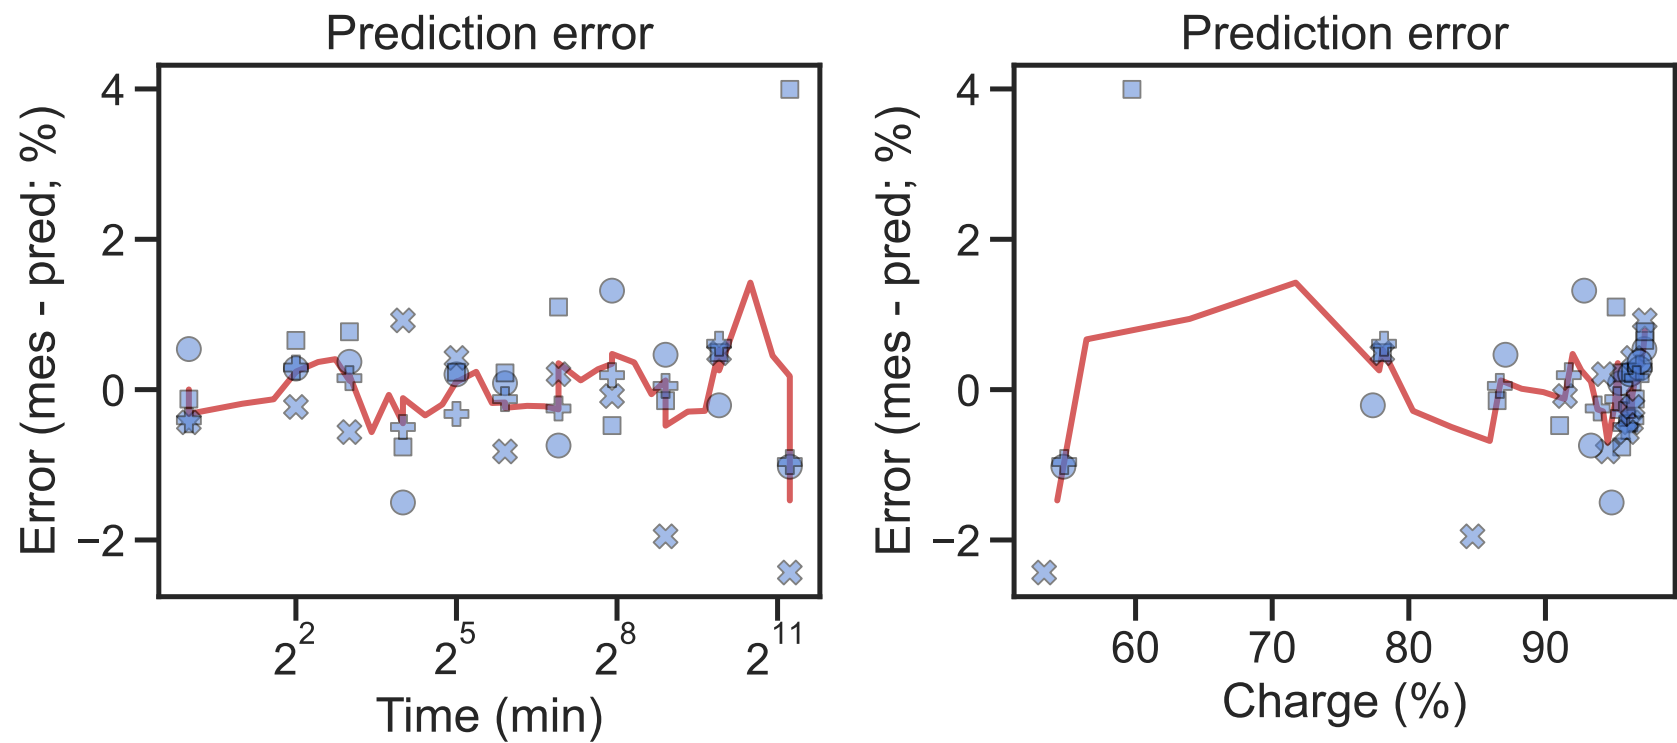 Prediction error
Error (mes - pred; %)
4
2
0
−2
2^2
2^5
2^8
2^11
Time (min)
Prediction error
Error (mes - pred; %)
4
2
0
−2
60
70
80
90
Charge (%)